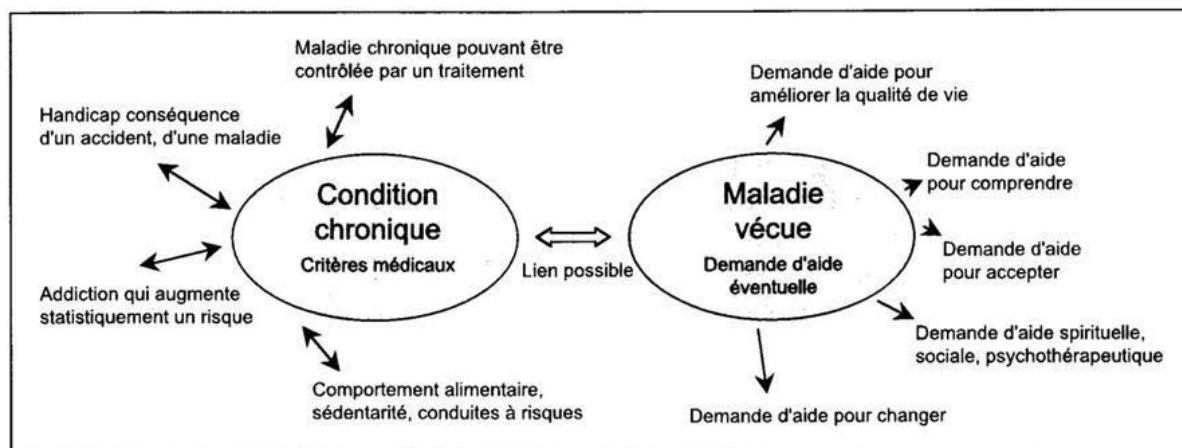 Maladie chronique pouvant être
contrôlée par un traitement
Handicap conséquence
d'un accident, d'une maladie
Condition
chronique
Critères médicaux
Addiction qui augmente
statistiquement un risque
Comportement alimentaire,
sédentarité, conduites à risques
Lien possible
Demande d'aide pour
améliorer la qualité de vie
Maladie
vécue
Demande d'aide
éventuelle
Demande d'aide
pour comprendre
Demande d'aide
pour accepter
Demande d'aide spirituelle,
sociale, psychothérapeutique
Demande d'aide pour changer